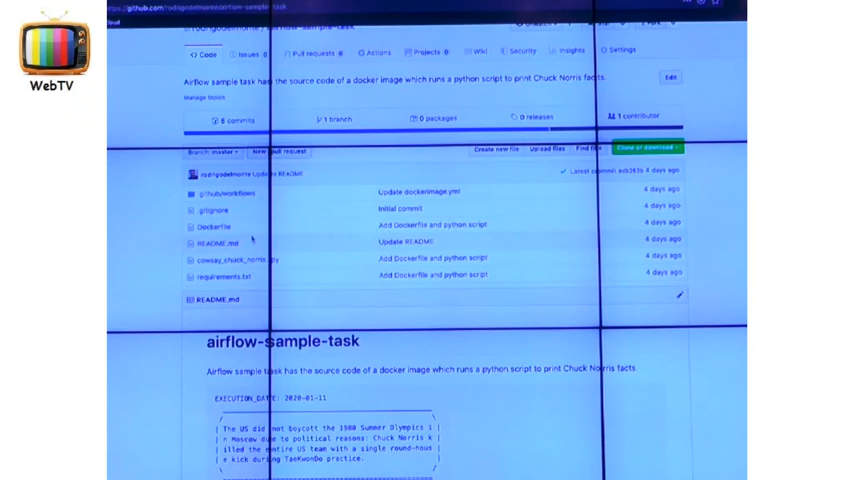 https://github.com/rodrigodelmonte/airflow-sample-task
Code Issues 0 Pull requests 0 Actions Projects 0 Wiki Security Insights Settings
Airflow sample task has the source code of a docker image which runs a python script to print Chuck Norris facts. Edit
Manage topics
WebTV
6 commits 1 branch 0 packages 0 releases 1 contributor
Branch: master New pull request Create new file Upload files Find file Clone or download
rodrigodelmonte Update README Latest commit 4 days ago
.github/workflows Update dockerimage.yml 4 days ago
.gitignore Initial commit 4 days ago
Dockerfile Add Dockerfile and python script 4 days ago
README.md Update README 4 days ago
cowsay_chuck_norris.py Add Dockerfile and python script 4 days ago
requirements.txt Add Dockerfile and python script 4 days ago
README.md
airflow-sample-task
Airflow sample task has the source code of a docker image which runs a python script to print Chuck Norris facts.
EXECUTION_DATE: 2020-01-11
| The US did not boycott the 1980 Summer Olympics i |
| n Moscow due to political reasons: Chuck Norris k |
| illed the entire US team with a single round-hous |
| e kick during TaeKwonDo practice. |